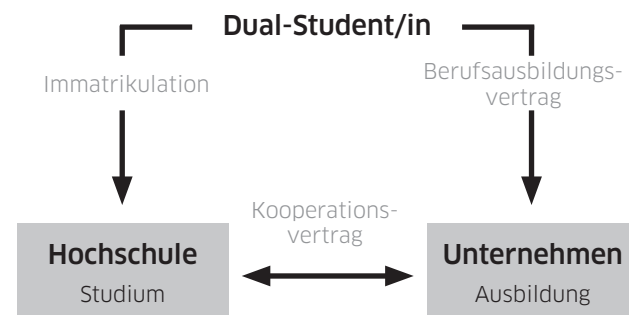 Dual-Student/in
Immatrikulation
Berufsausbildungs-
vertrag
Kooperations-
vertrag
Hochschule
Studium
Unternehmen
Ausbildung